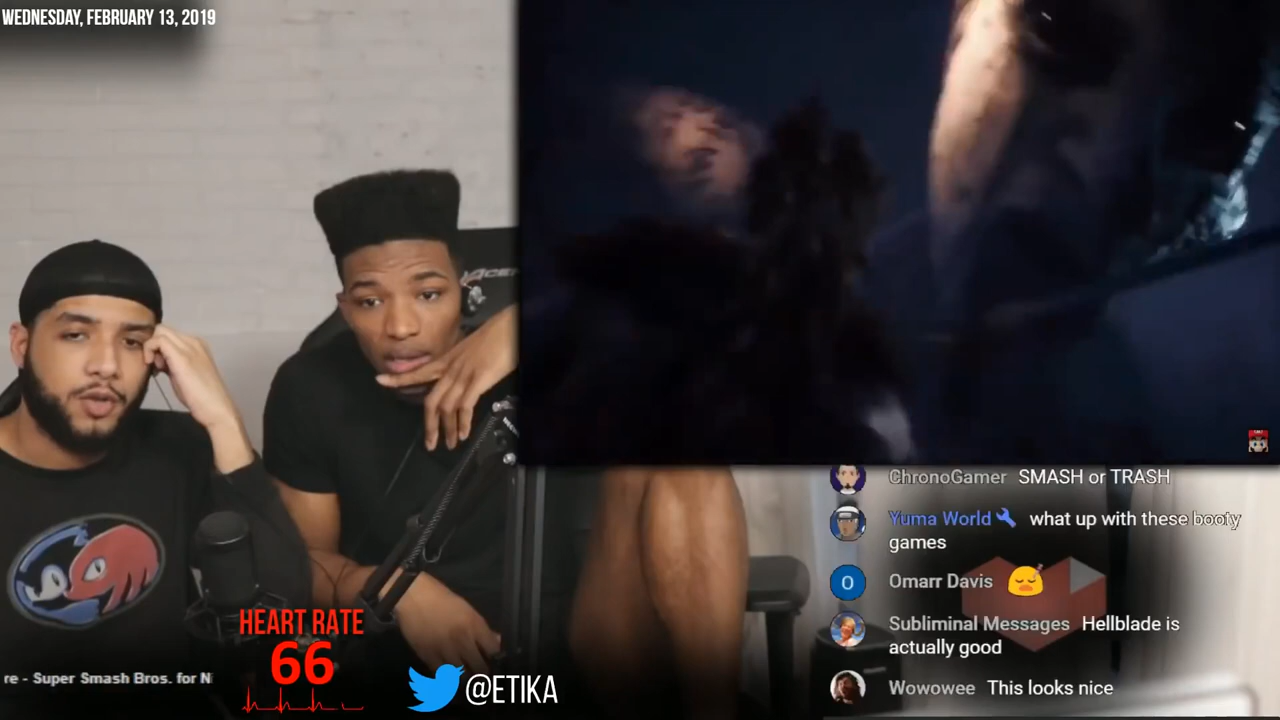 WEDNESDAY, FEBRUARY 13, 2019
ChronoGamer SMASH or TRASH
Yuma World what up with these booty
games
O Omarr Davis
Subliminal Messages Hellblade is
actually good
Wowowee This looks nice
HEART RATE
66
re - Super Smash Bros. for N
@ETIKA